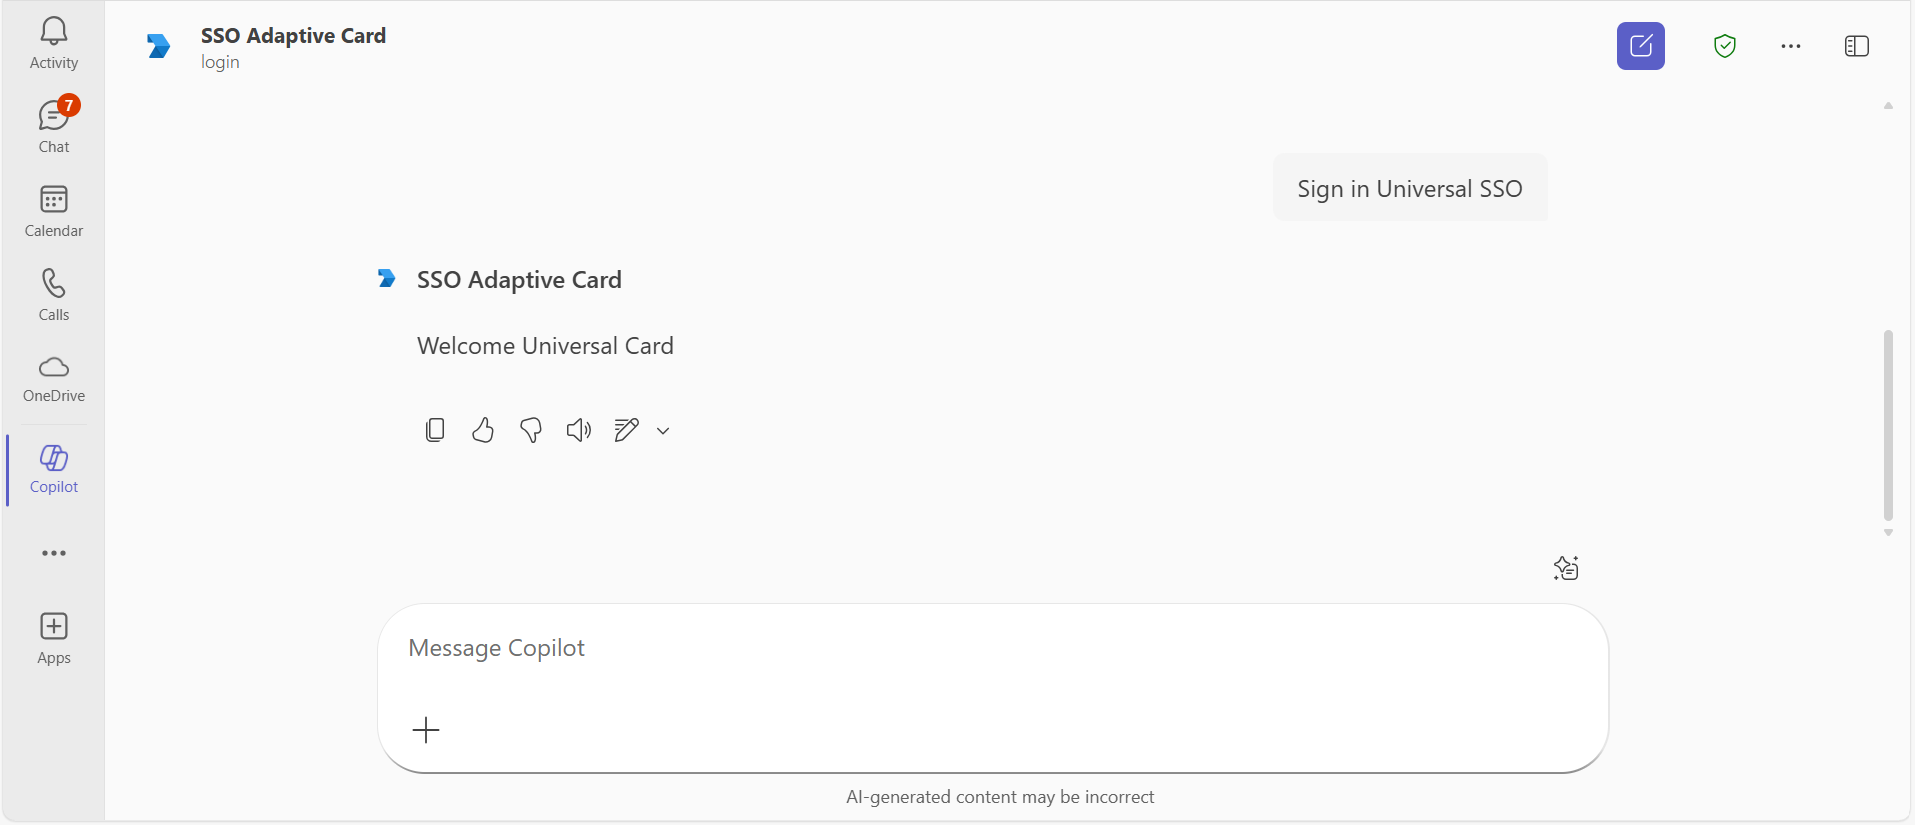 Activity
7
Chat
Calendar
Calls
OneDrive
Copilot
Apps
SSO Adaptive Card
login
Sign in Universal SSO
SSO Adaptive Card
Welcome Universal Card
Message Copilot
AI-generated content may be incorrect